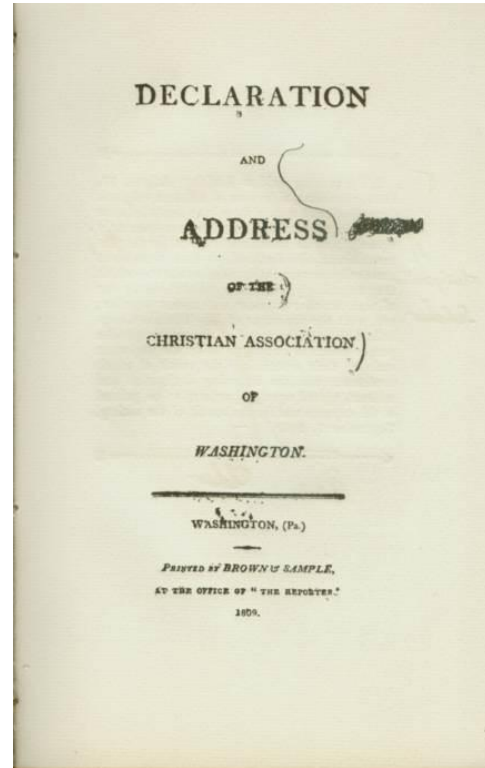 DECLARATION
AND
ADDRESS
OF THE
CHRISTIAN ASSOCIATION
OF
WASHINGTON.
WASHINGTON, (Pa.)
PRINTED BY BROWN & SAMPLE,
AT THE OFFICE OF "THE REPORTER."
1809.